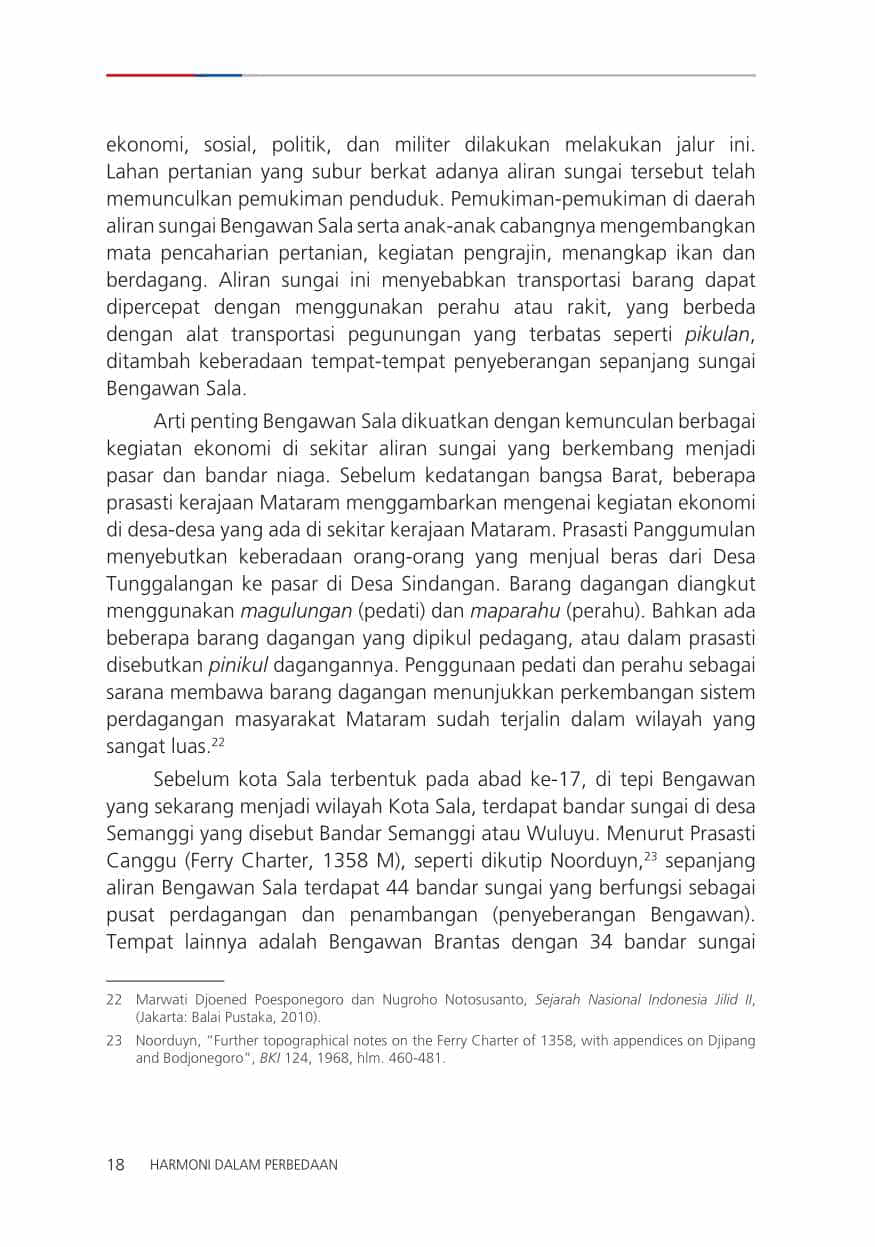 ekonomi, sosial, politik, dan militer dilakukan melakukan jalur ini.
Lahan pertanian yang subur berkat adanya aliran sungai tersebut telah
memunculkan pemukiman penduduk. Pemukiman-pemukiman di daerah
aliran sungai Bengawan Sala serta anak-anak cabangnya mengembangkan
mata pencaharian pertanian, kegiatan pengrajin, menangkap ikan dan
berdagang. Aliran sungai ini menyebabkan transportasi barang dapat
dipercepat dengan menggunakan perahu atau rakit, yang berbeda
dengan alat transportasi pegunungan yang terbatas seperti pikulan,
ditambah keberadaan tempat-tempat penyeberangan sepanjang sungai
Bengawan Sala.
Arti penting Bengawan Sala dikuatkan dengan kemunculan berbagai
kegiatan ekonomi di sekitar aliran sungai yang berkembang menjadi
pasar dan bandar niaga. Sebelum kedatangan bangsa Barat, beberapa
prasasti kerajaan Mataram menggambarkan mengenai kegiatan ekonomi
di desa-desa yang ada di sekitar kerajaan Mataram. Prasasti Panggumulan
menyebutkan keberadaan orang-orang yang menjual beras dari Desa
Tunggalangan ke pasar di Desa Sindangan. Barang dagangan diangkut
menggunakan magulungan (pedati) dan maparahu (perahu). Bahkan ada
beberapa barang dagangan yang dipikul pedagang, atau dalam prasasti
disebutkan pinikul dagangannya. Penggunaan pedati dan perahu sebagai
sarana membawa barang dagangan menunjukkan perkembangan sistem
perdagangan masyarakat Mataram sudah terjalin dalam wilayah yang
sangat luas.22
Sebelum kota Sala terbentuk pada abad ke-17, di tepi Bengawan
yang sekarang menjadi wilayah Kota Sala, terdapat bandar sungai di desa
Semanggi yang disebut Bandar Semanggi atau Wuluyu. Menurut Prasasti
Canggu (Ferry Charter, 1358 M), seperti dikutip Noorduyn,23 sepanjang
aliran Bengawan Sala terdapat 44 bandar sungai yang berfungsi sebagai
pusat perdagangan dan penambangan (penyeberangan Bengawan).
Tempat lainnya adalah Bengawan Brantas dengan 34 bandar sungai
22 Marwati Djoened Poesponegoro dan Nugroho Notosusanto, Sejarah Nasional Indonesia Jilid II,
(Jakarta: Balai Pustaka, 2010).
23 Noorduyn, "Further topographical notes on the Ferry Charter of 1358, with appendices on Djipang
and Bodjonegoro", BKI 124, 1968, hlm. 460-481.
18 HARMONI DALAM PERBEDAAN